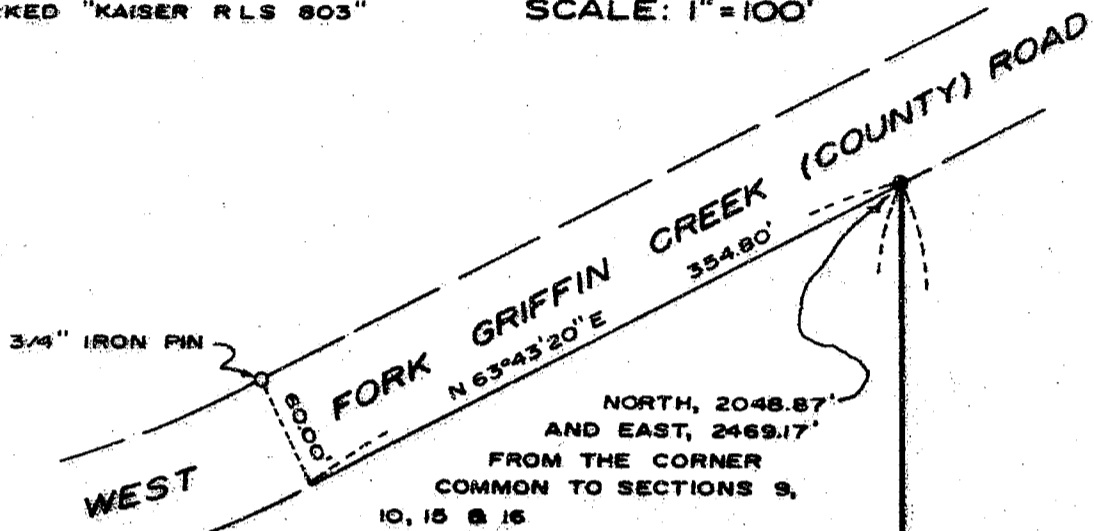 KED "KAISER RLS 803"
SCALE: 1"=100'
WEST FORK GRIFFIN CREEK (COUNTY) ROAD
354.80'
N 63°43'20" E
3/4" IRON PIN
60.00'
NORTH, 2048.87'
AND EAST, 2469.17'
FROM THE CORNER
COMMON TO SECTIONS 9,
10, 15 & 16